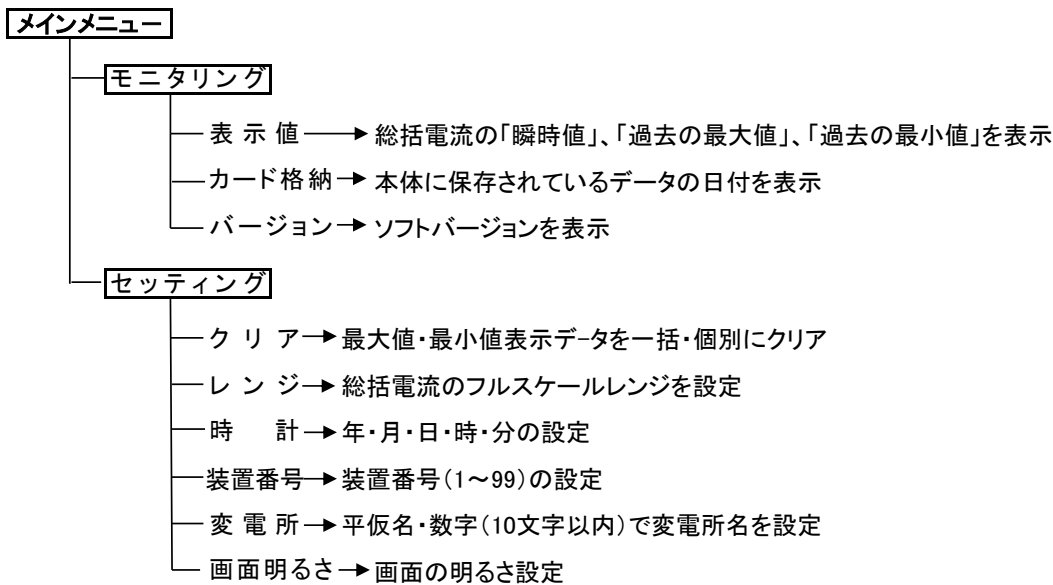 メインメニュー
モニタリング
表示値 → 総括電流の「瞬時値」、「過去の最大値」、「過去の最小値」を表示
カード格納 → 本体に保存されているデータの日付を表示
バージョン → ソフトバージョンを表示
セッティング
クリア → 最大値・最小値表示データを一括・個別にクリア
レンジ → 総括電流のフルスケールレンジを設定
時計 → 年・月・日・時・分の設定
装置番号 → 装置番号(1～99)の設定
変電所 → 平仮名・数字(10文字以内)で変電所名を設定
画面明るさ → 画面の明るさ設定